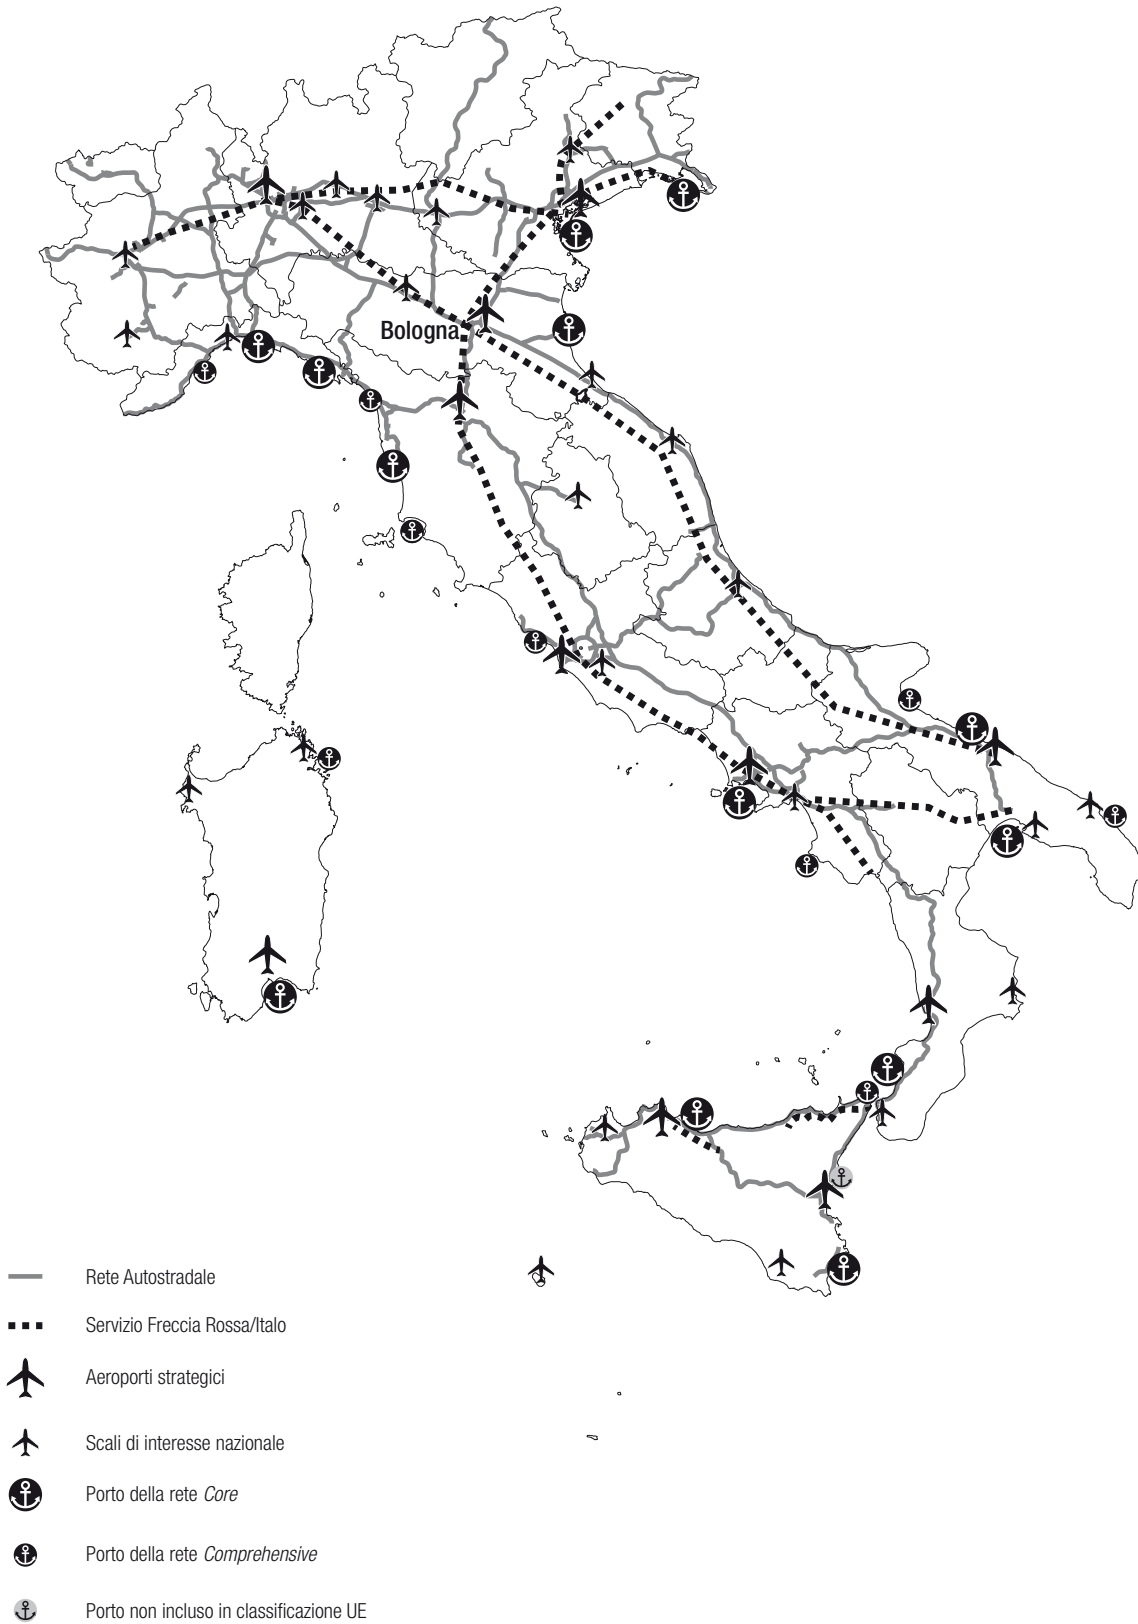 Bologna
Rete Autostradale
Servizio Freccia Rossa/Italo
Aeroporti strategici
Scali di interesse nazionale
Porto della rete Core
Porto della rete Comprehensive
Porto non incluso in classificazione UE